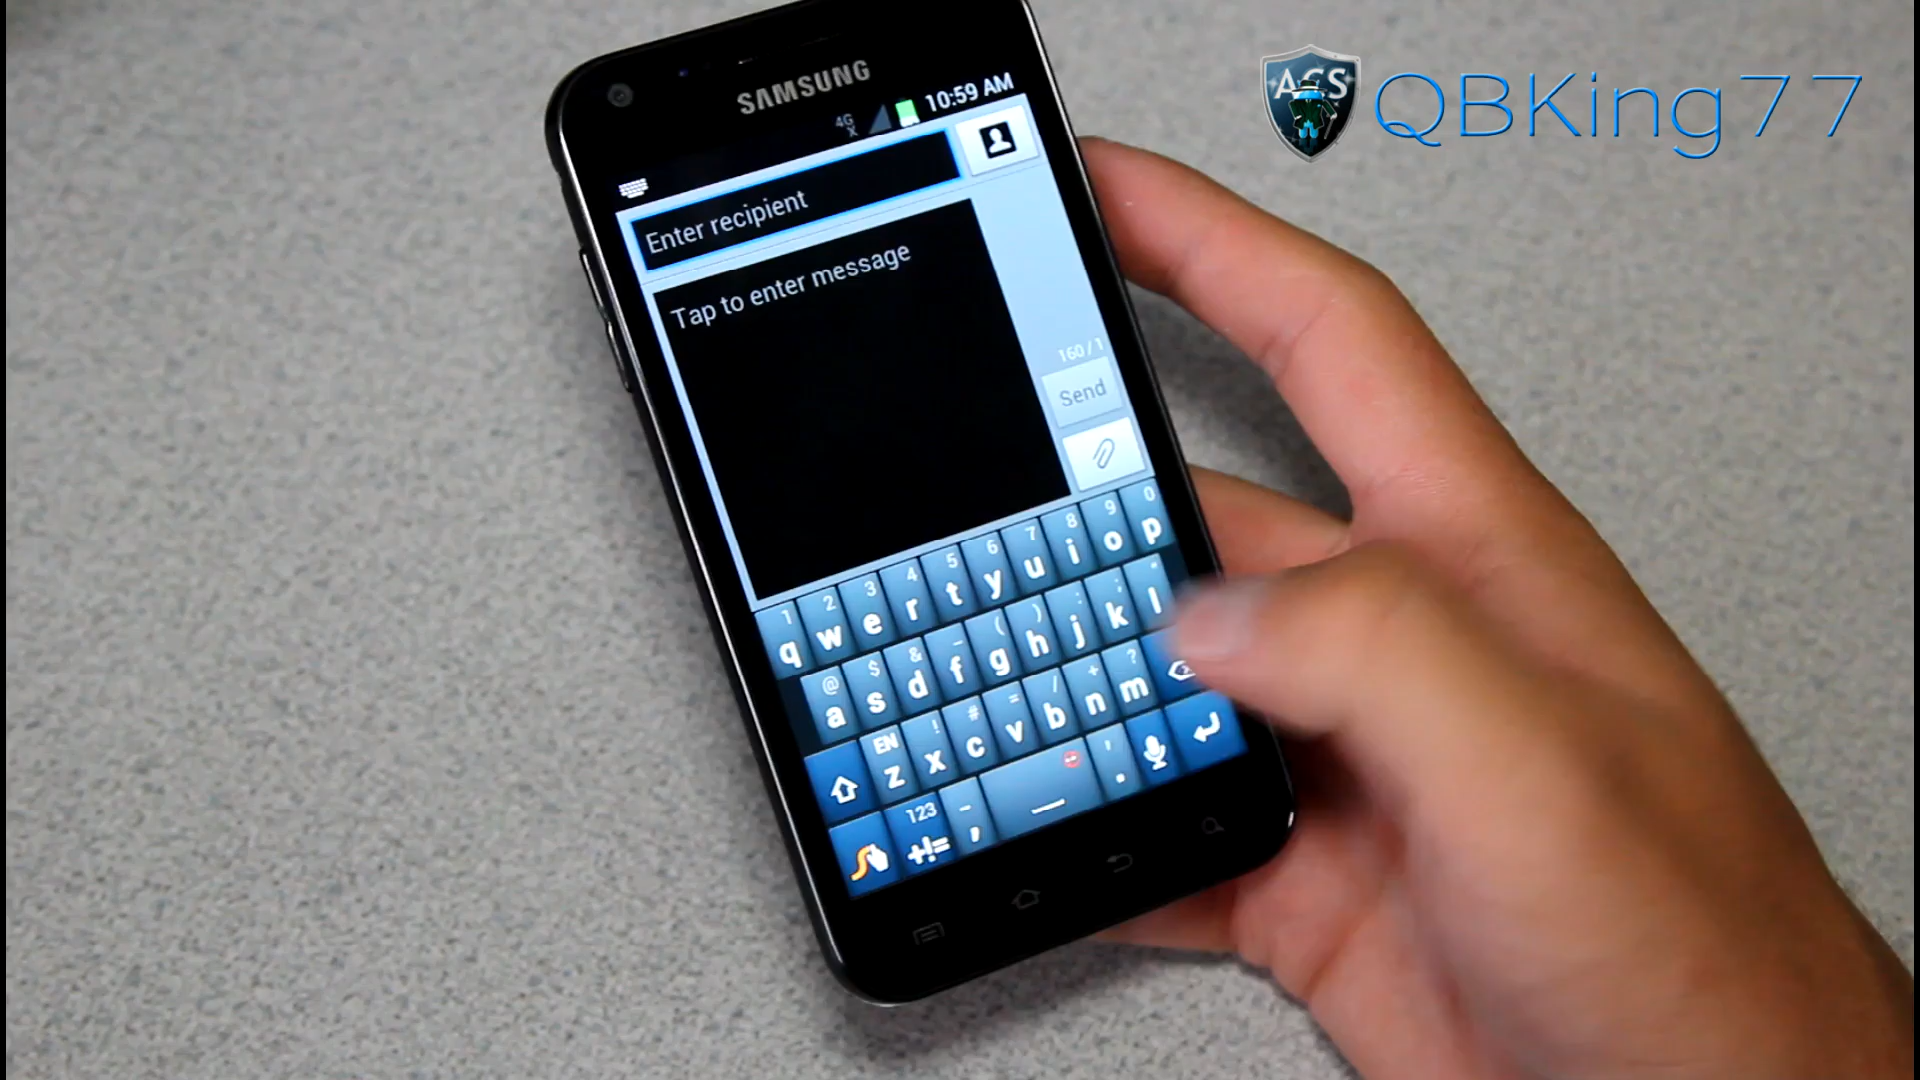 ACS QBKing77
SAMSUNG
4G
X
10:59 AM
Enter recipient
Tap to enter message
160/1
Send
1 2 3 4 5 6 7 8 9 0
q w e r t y u i o p
@ $ & _ ( ) : ; "
a s d f g h j k l
EN ! # = / + ?
z x c v b n m
123
+!= , - . '